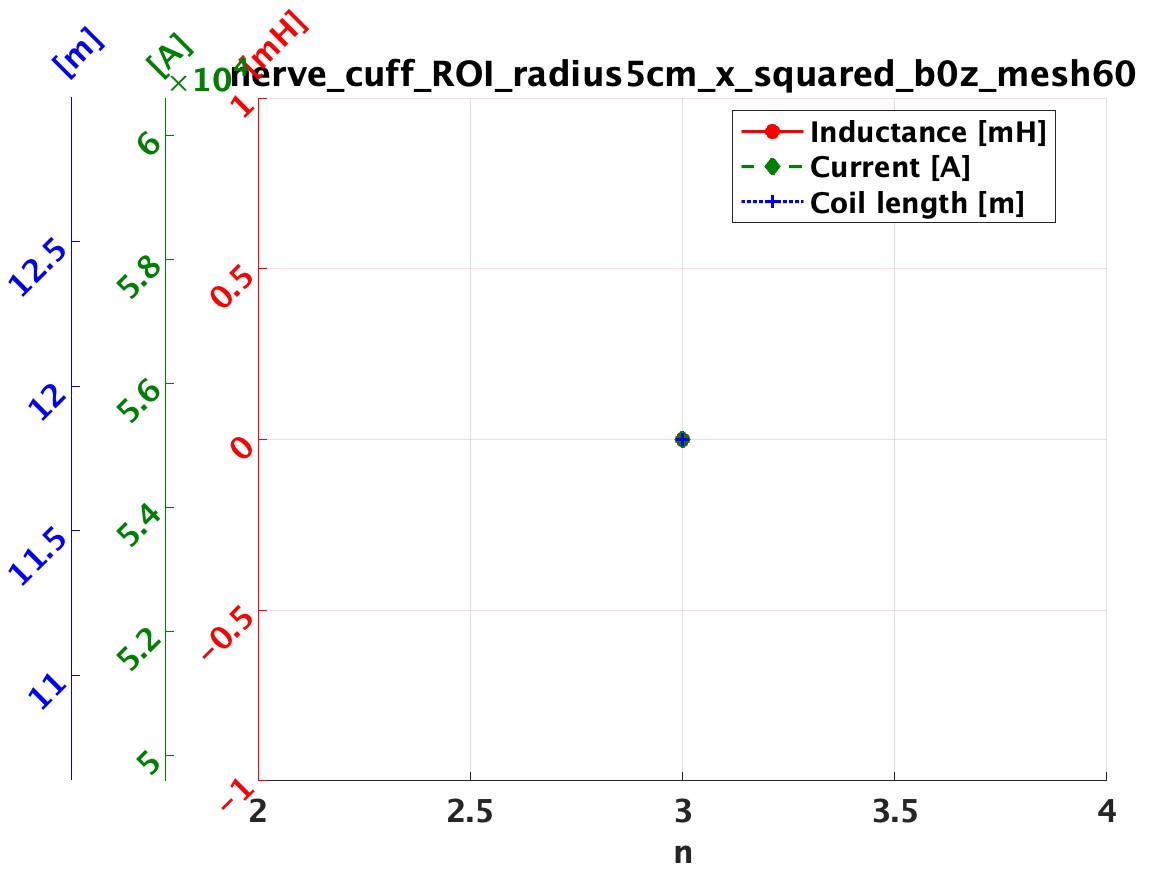 [m]
[A]
[mH]
×10⁴
nerve_cuff_ROI_radius5cm_x_squared_b0z_mesh60
Inductance [mH]
Current [A]
Coil length [m]
12.5
12
11.5
11
6
5.8
5.6
5.4
5.2
5
1
0.5
0
−0.5
−1
2
2.5
3
3.5
4
n